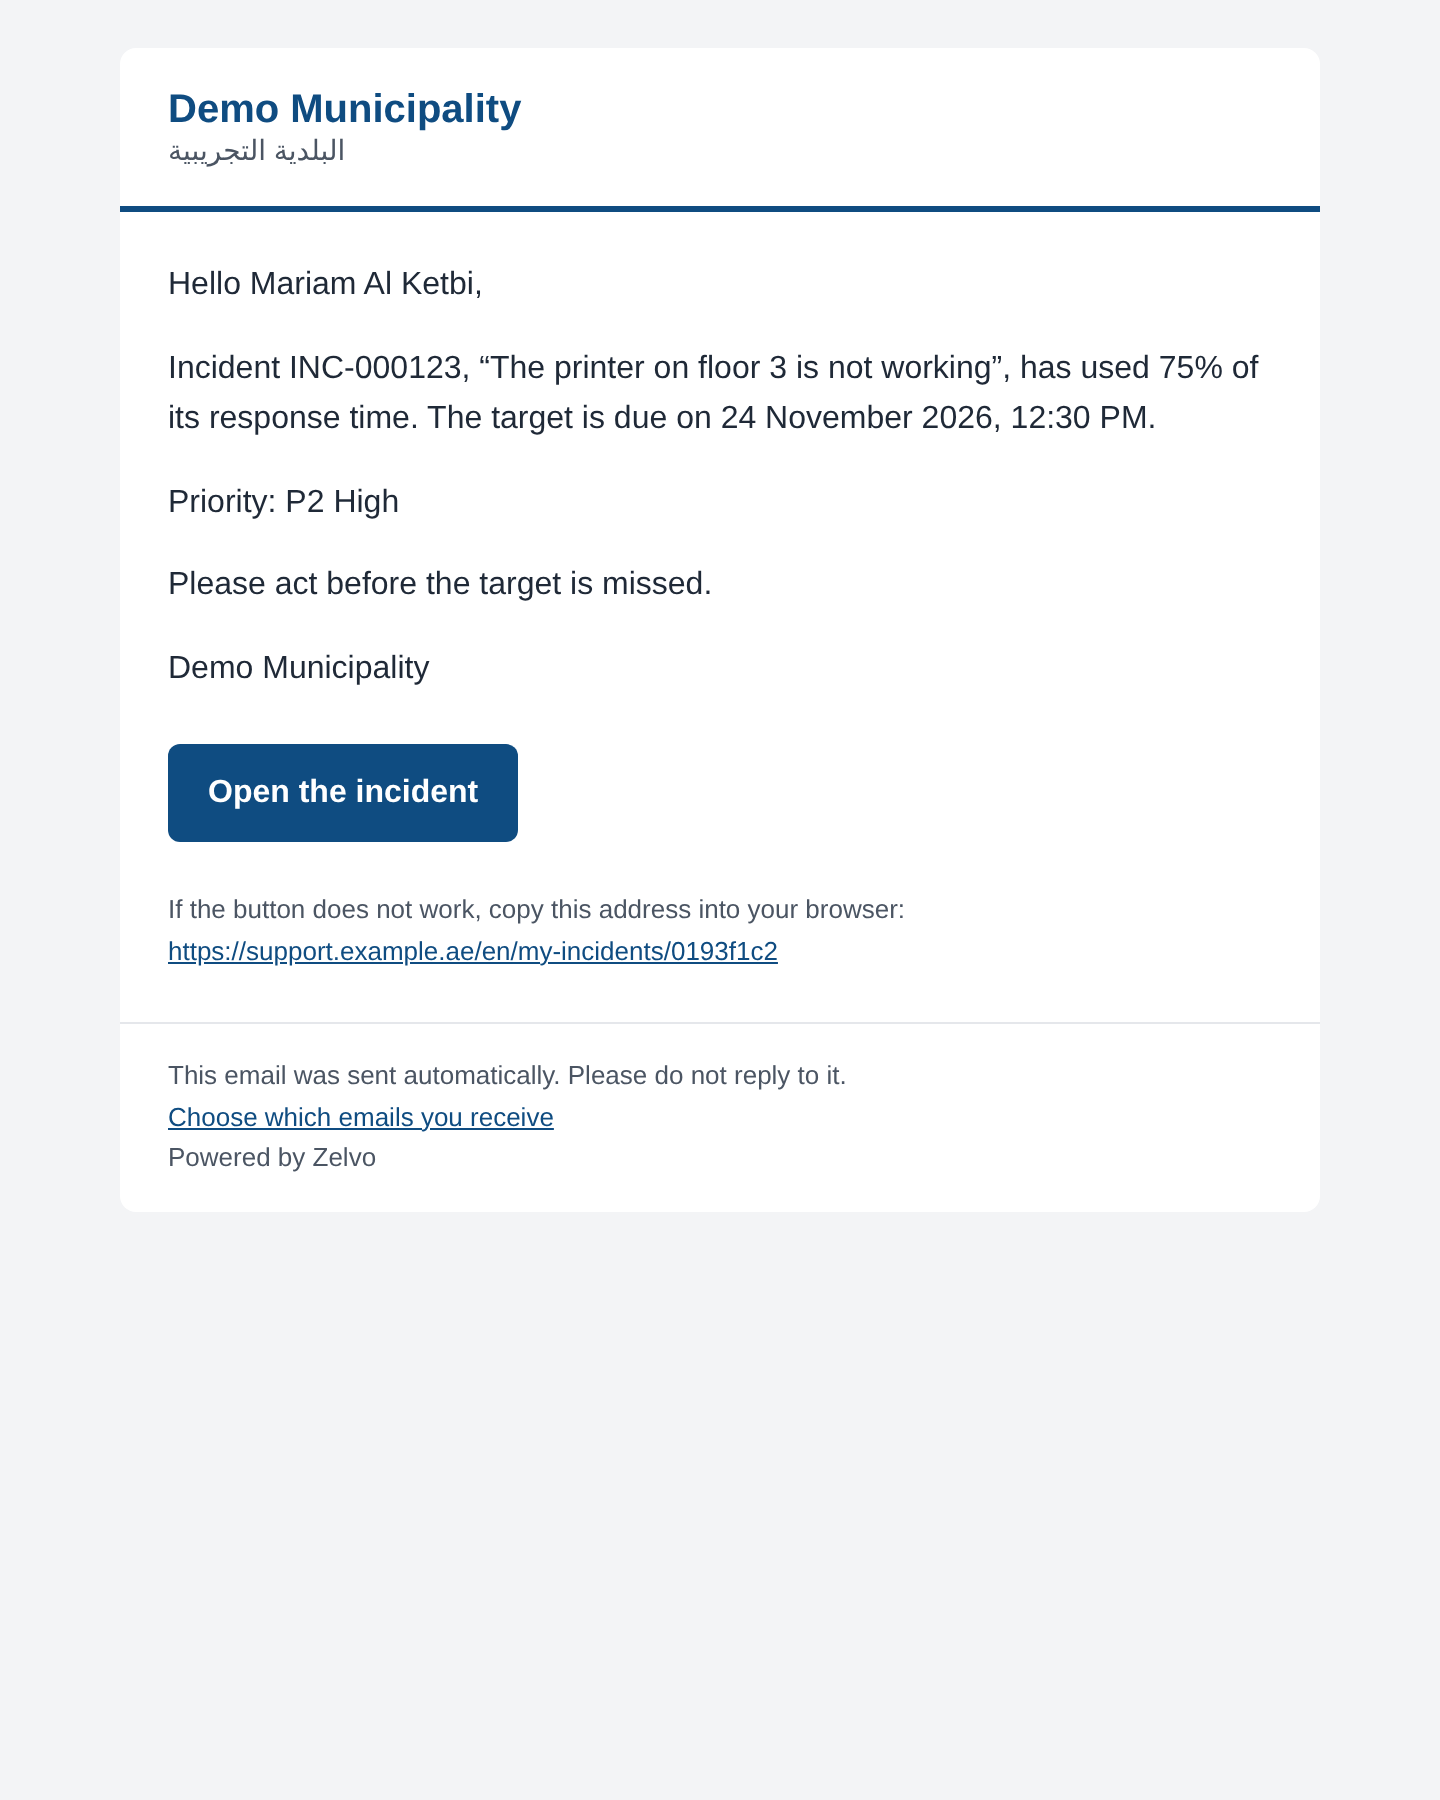 Demo Municipality
البلدية التجريبية
Hello Mariam Al Ketbi,
Incident INC-000123, “The printer on floor 3 is not working”, has used 75% of
its response time. The target is due on 24 November 2026, 12:30 PM.
Priority: P2 High
Please act before the target is missed.
Demo Municipality
Open the incident
If the button does not work, copy this address into your browser:
https://support.example.ae/en/my-incidents/0193f1c2
This email was sent automatically. Please do not reply to it.
Choose which emails you receive
Powered by Zelvo